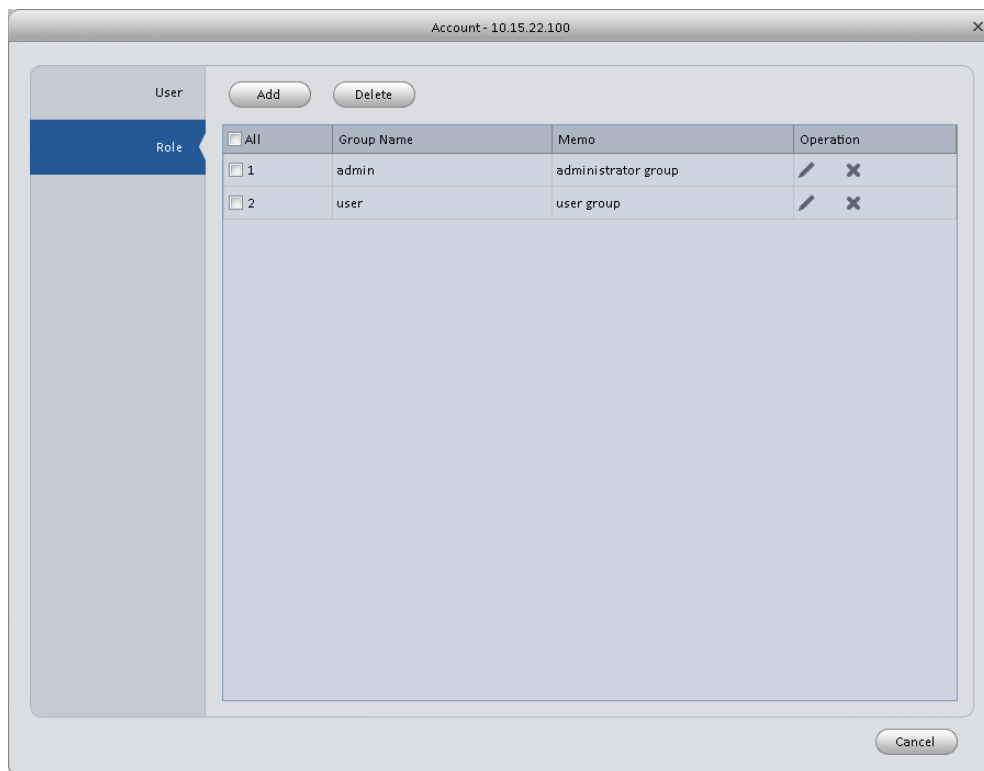 Account - 10.15.22.100
User
Role
Add Delete
All Group Name Memo Operation
1 admin administrator group
2 user user group
Cancel